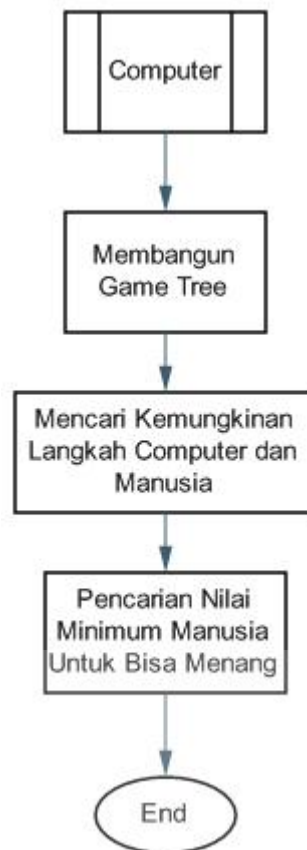 Computer
Membangun
Game Tree
Mencari Kemungkinan
Langkah Computer dan
Manusia
Pencarian Nilai
Minimum Manusia
Untuk Bisa Menang
End